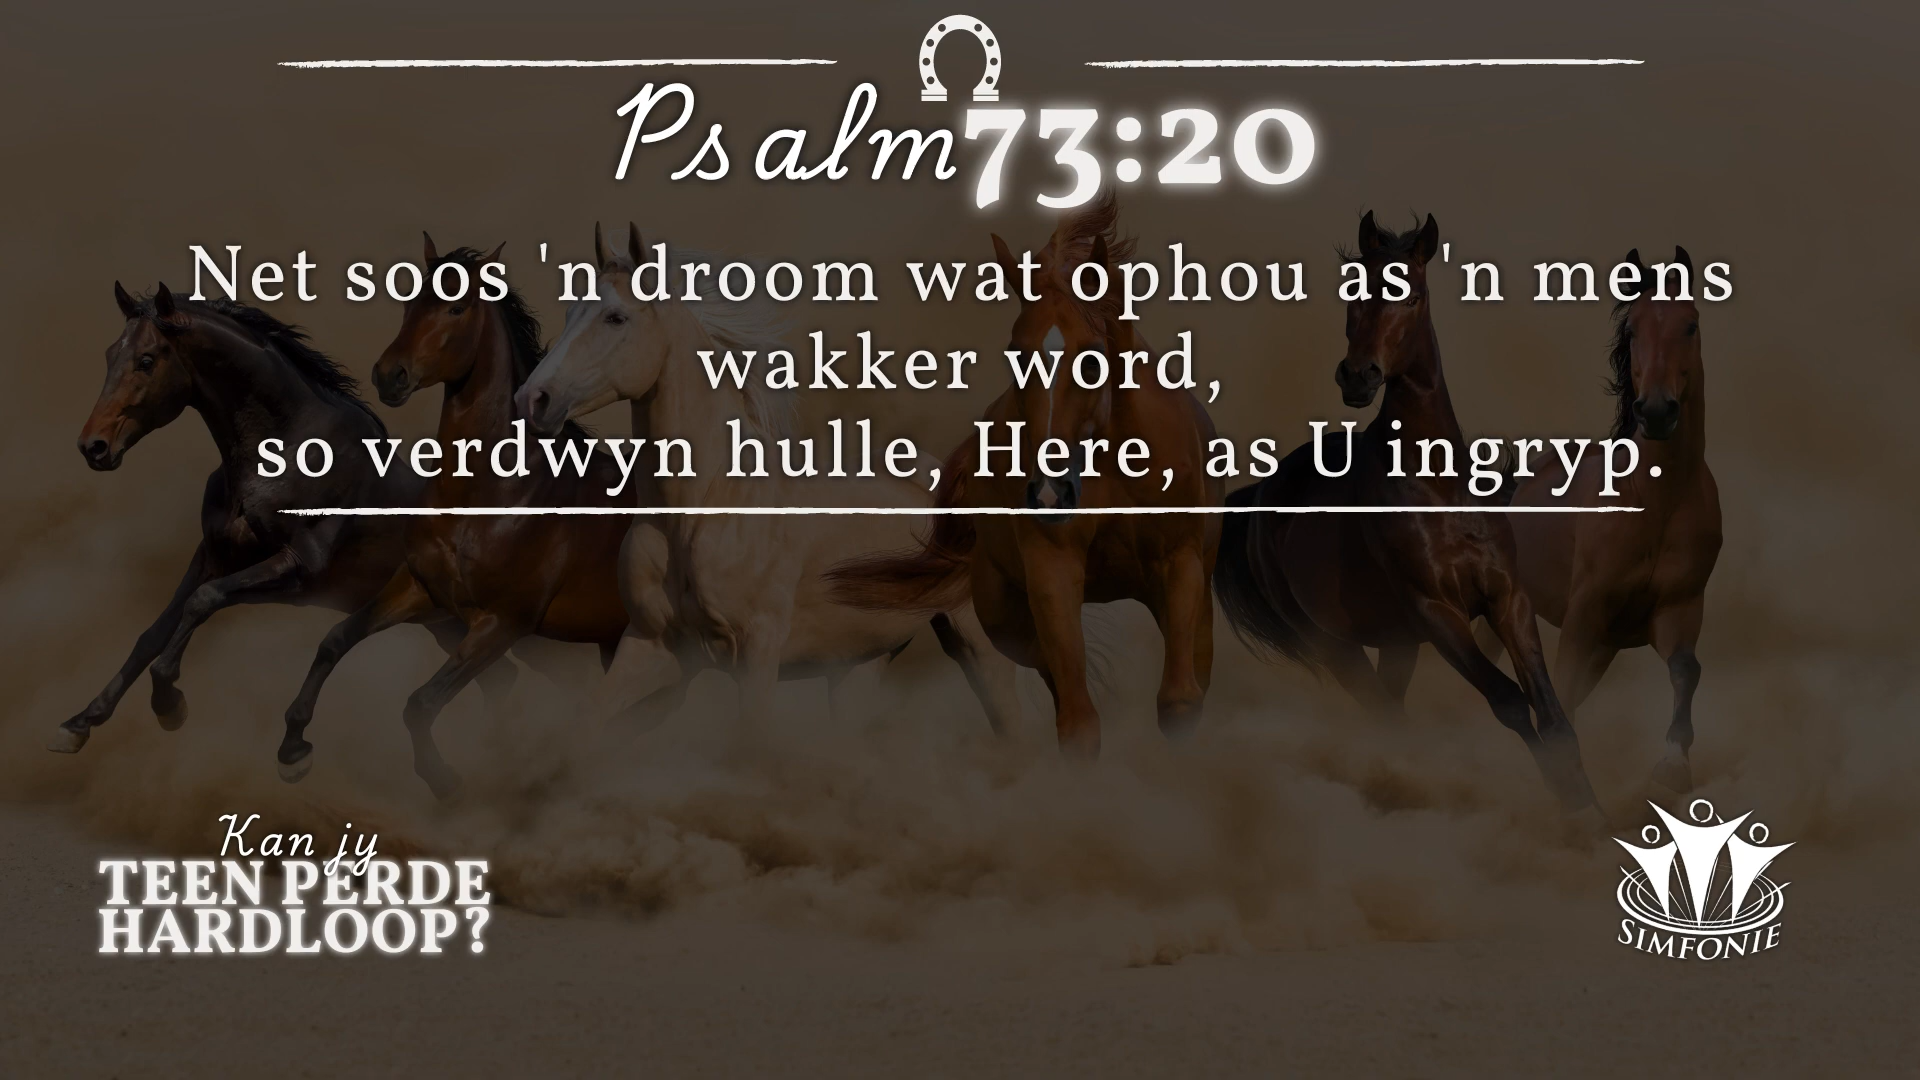 Psalm 73:20
Net soos 'n droom wat ophou as 'n mens
wakker word,
so verdwyn hulle, Here, as U ingryp.
Kan jy
TEEN PERDE
HARDLOOP?
SIMFONIE